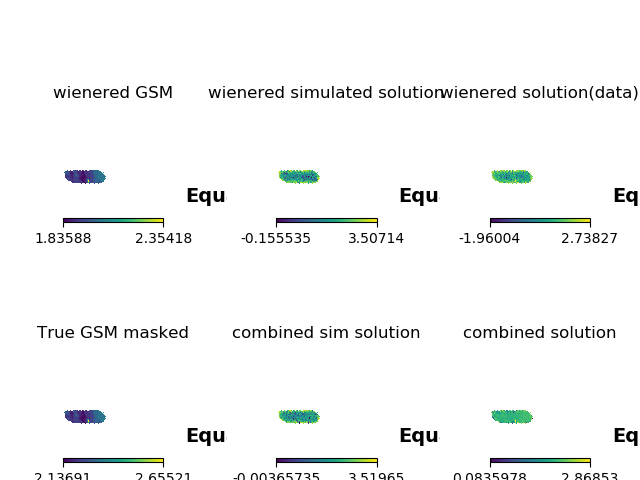 wienered GSM wienered simulated solution wienered solution(data)
Equ Equ Eq
1.83588 2.35418 -0.155535 3.50714 -1.96004 2.73827
True GSM masked combined sim solution combined solution
Equ Equ Eq
2.13691 2.65521 -0.00365735 3.51965 0.0835978 2.86853